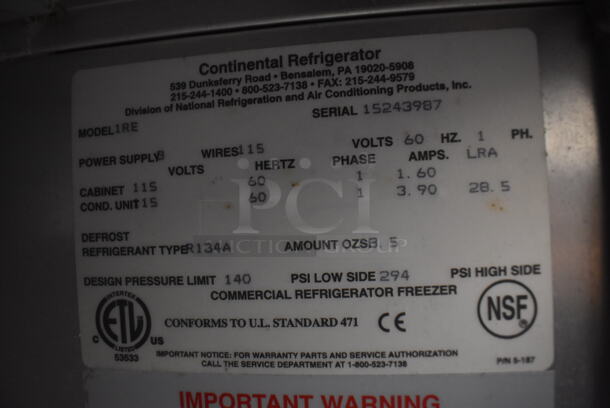 Continental Refrigerator
539 Dunksferry Road • Bensalem, PA 19020-5908
215-244-1400 • 800-523-7138 • FAX: 215-244-9579
Division of National Refrigeration and Air Conditioning Products, Inc.
MODEL 1RE SERIAL 15243987
POWER SUPPLY 3 WIRES 115 VOLTS 60 HZ. 1 PH.
VOLTS HERTZ PHASE AMPS. LRA
CABINET 115 60 1 1.60
COND. UNIT 115 60 1 3.90 28.5
DEFROST
REFRIGERANT TYPE R134A AMOUNT OZS 8.5
DESIGN PRESSURE LIMIT 140 PSI LOW SIDE 294 PSI HIGH SIDE
COMMERCIAL REFRIGERATOR FREEZER
INTERTEK
ETL
C US
LISTED
53533
CONFORMS TO U.L. STANDARD 471 CE
NSF
IMPORTANT NOTICE: FOR WARRANTY PARTS AND SERVICE AUTHORIZATION
CALL THE SERVICE DEPARTMENT AT 1-800-523-7138
P/N 5-187
IMPORTANT WARNING
PCI
AUCTION GROUP